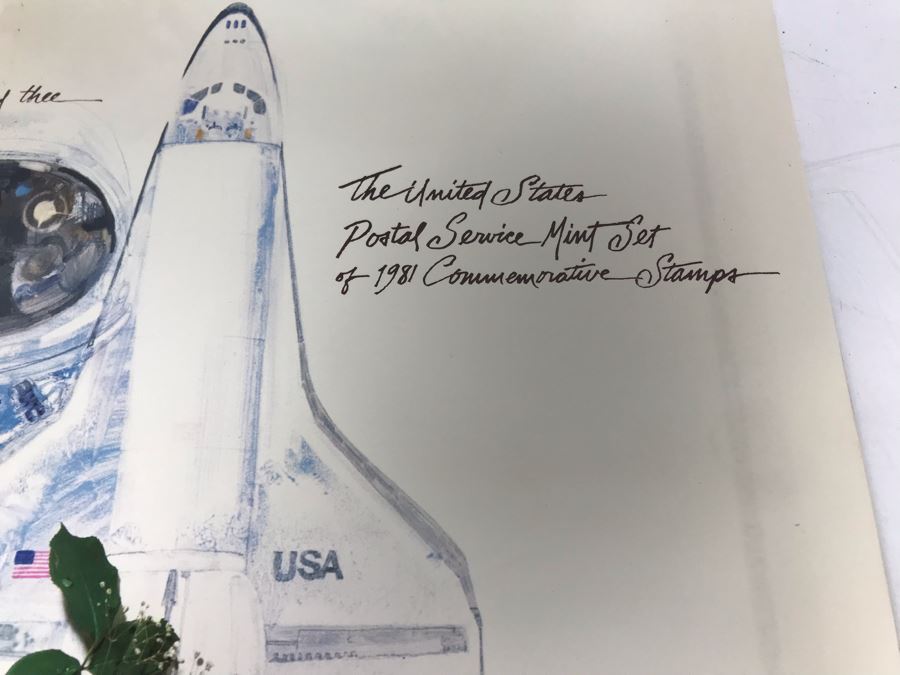 thee
The United States
Postal Service Mint Set
of 1981 Commemorative Stamps
USA